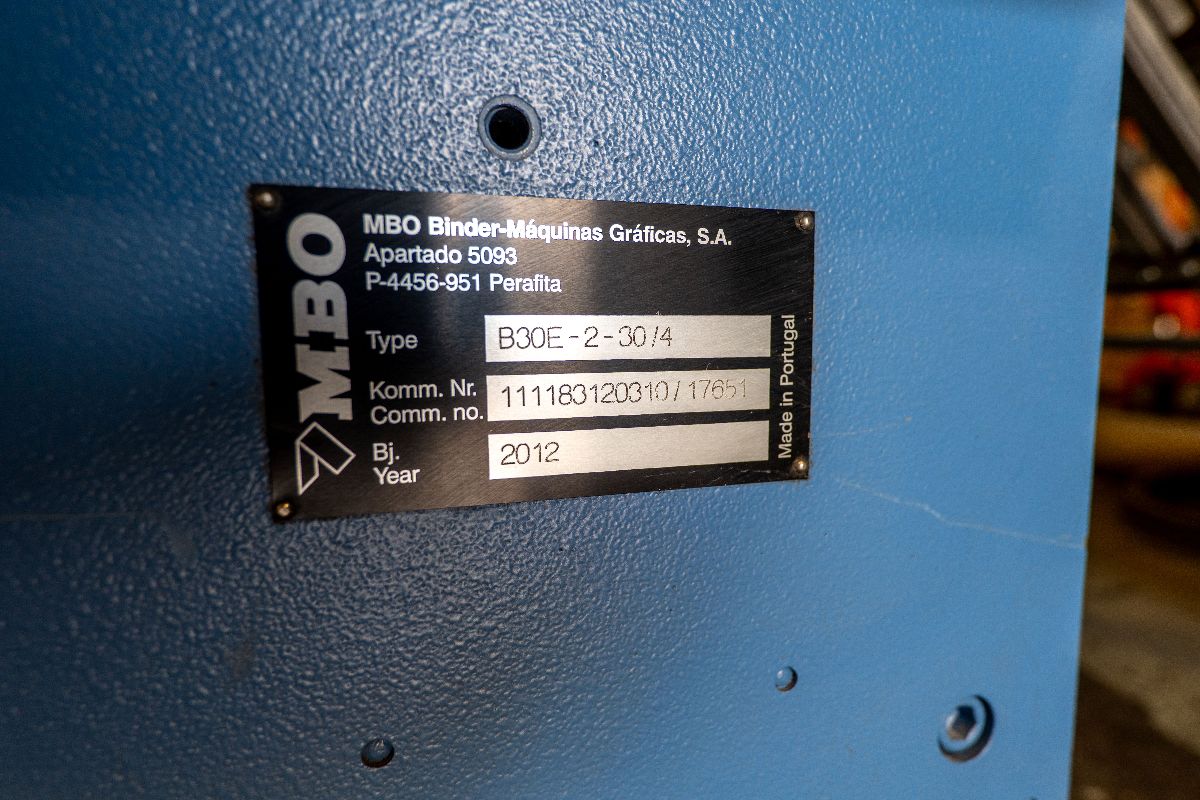 MBO
MBO Binder-Máquinas Gráficas, S.A.
Apartado 5093
P-4456-951 Perafita
Type B30E-2-30/4
Komm. Nr.
Comm. no. 111183120310/17651
Bj.
Year 2012
Made in Portugal